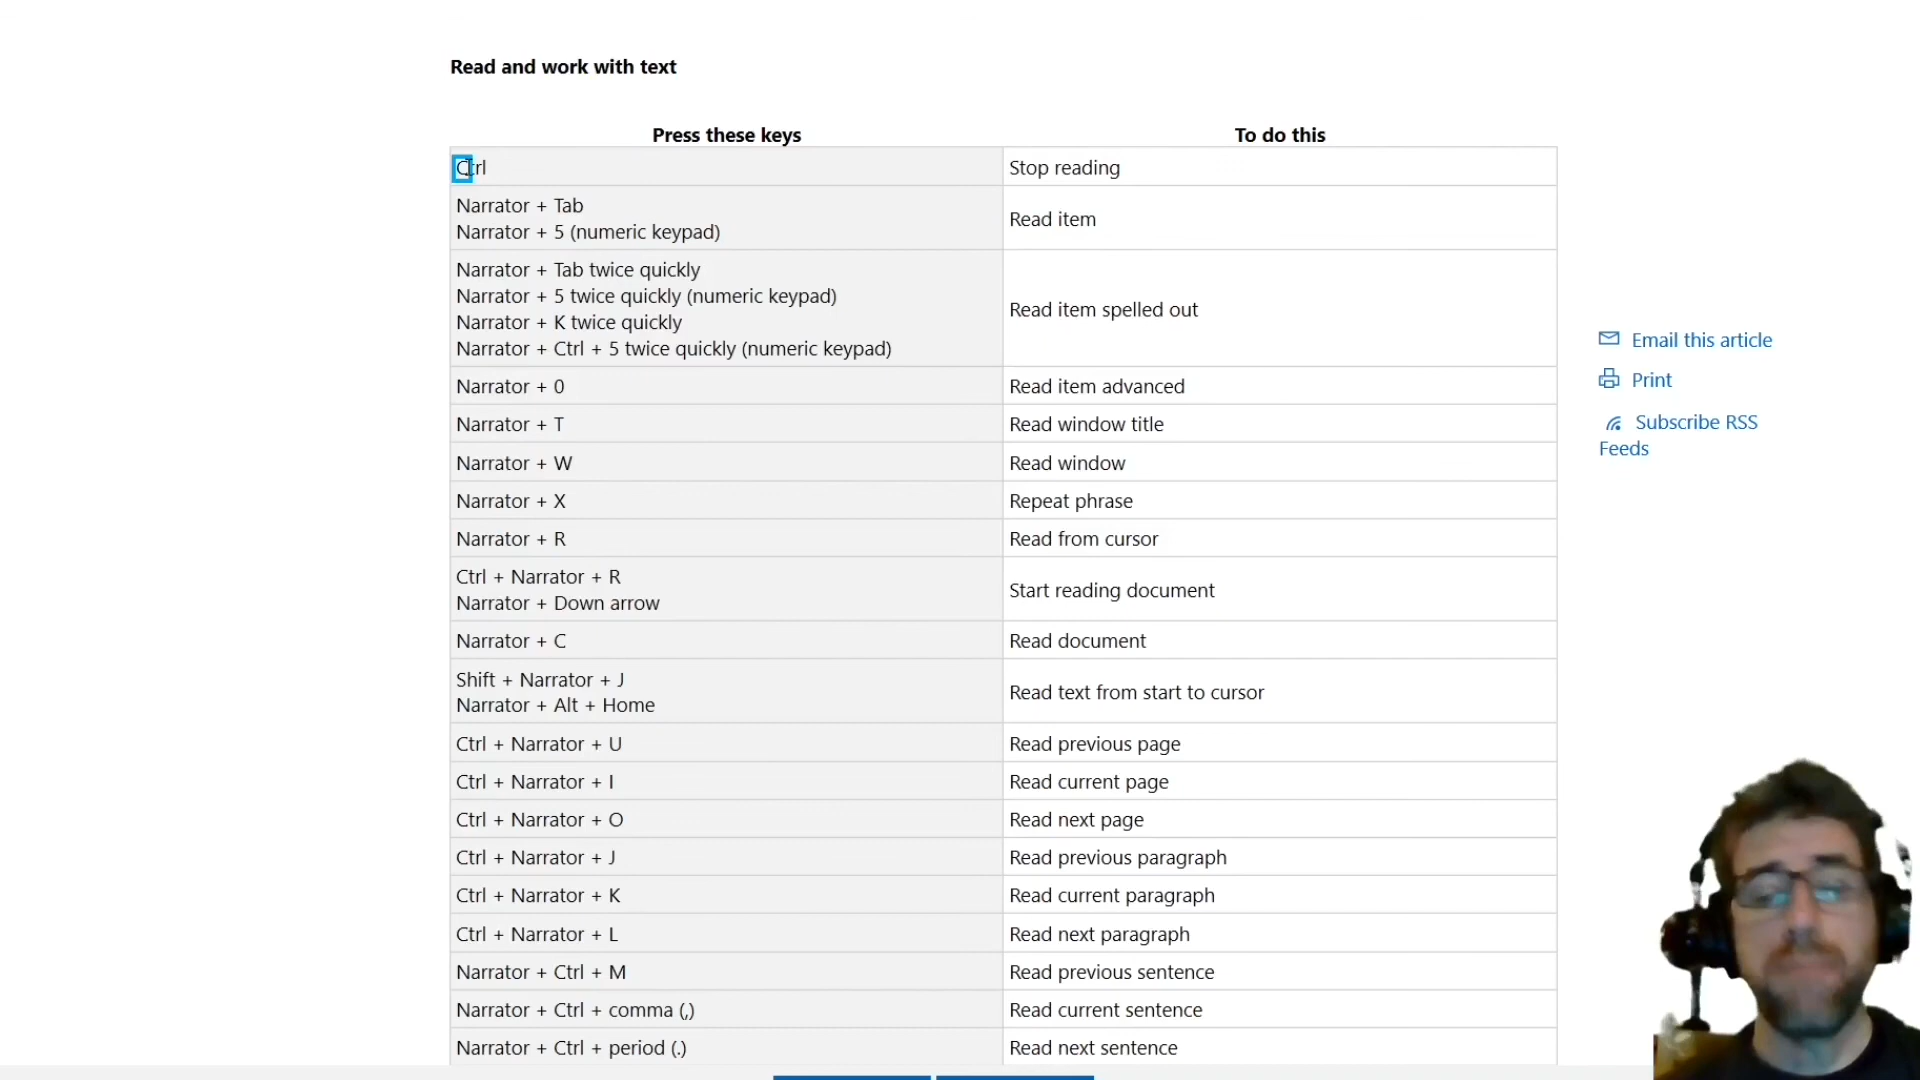 Read and work with text
Press these keys
To do this
Ctrl
Stop reading
Narrator + Tab
Narrator + 5 (numeric keypad)
Read item
Narrator + Tab twice quickly
Narrator + 5 twice quickly (numeric keypad)
Narrator + K twice quickly
Narrator + Ctrl + 5 twice quickly (numeric keypad)
Read item spelled out
Narrator + 0
Read item advanced
Narrator + T
Read window title
Narrator + W
Read window
Narrator + X
Repeat phrase
Narrator + R
Read from cursor
Ctrl + Narrator + R
Narrator + Down arrow
Start reading document
Narrator + C
Read document
Shift + Narrator + J
Narrator + Alt + Home
Read text from start to cursor
Ctrl + Narrator + U
Read previous page
Ctrl + Narrator + I
Read current page
Ctrl + Narrator + O
Read next page
Ctrl + Narrator + J
Read previous paragraph
Ctrl + Narrator + K
Read current paragraph
Ctrl + Narrator + L
Read next paragraph
Narrator + Ctrl + M
Read previous sentence
Narrator + Ctrl + comma (,)
Read current sentence
Narrator + Ctrl + period (.)
Read next sentence
Email this article
Print
Subscribe RSS
Feeds